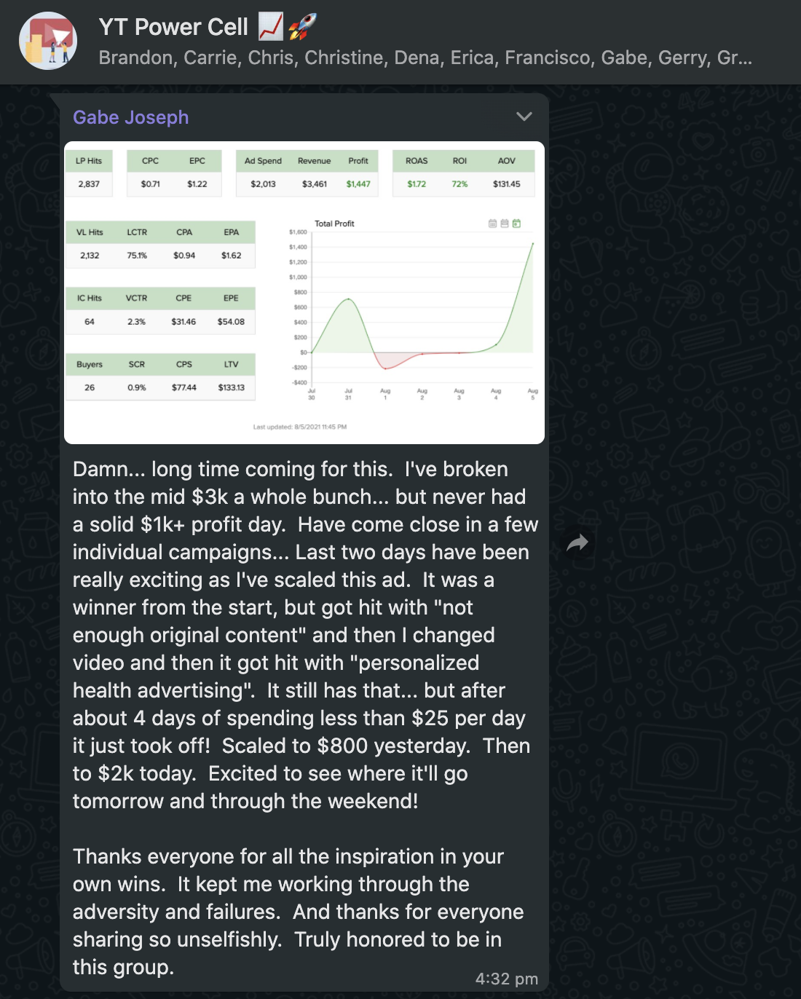 YT Power Cell 📈🚀
Brandon, Carrie, Chris, Christine, Dena, Erica, Francisco, Gabe, Gerry, Gr...
Gabe Joseph
LP Hits CPC EPC Ad Spend Revenue Profit ROAS ROI AOV
2,837 $0.71 $1.22 $2,013 $3,461 $1,447 $1.72 72% $131.45
VL Hits LCTR CPA EPA
2,132 75.1% $0.94 $1.62
IC Hits VCTR CPE EPE
64 2.3% $31.46 $54.08
Buyers SCR CPS LTV
26 0.9% $77.44 $133.13
Total Profit
$1,600
$1,400
$1,200
$1,000
$800
$600
$400
$200
$0
-$200
-$400
Jul Jul Aug Aug Aug Aug Aug
30 31 1 2 3 4 5
Last updated: 8/5/2021 11:45 PM
Damn... long time coming for this. I've broken
into the mid $3k a whole bunch... but never had
a solid $1k+ profit day. Have come close in a few
individual campaigns... Last two days have been
really exciting as I've scaled this ad. It was a
winner from the start, but got hit with "not
enough original content" and then I changed
video and then it got hit with "personalized
health advertising". It still has that... but after
about 4 days of spending less than $25 per day
it just took off! Scaled to $800 yesterday. Then
to $2k today. Excited to see where it'll go
tomorrow and through the weekend!
Thanks everyone for all the inspiration in your
own wins. It kept me working through the
adversity and failures. And thanks for everyone
sharing so unselfishly. Truly honored to be in
this group.
4:32 pm